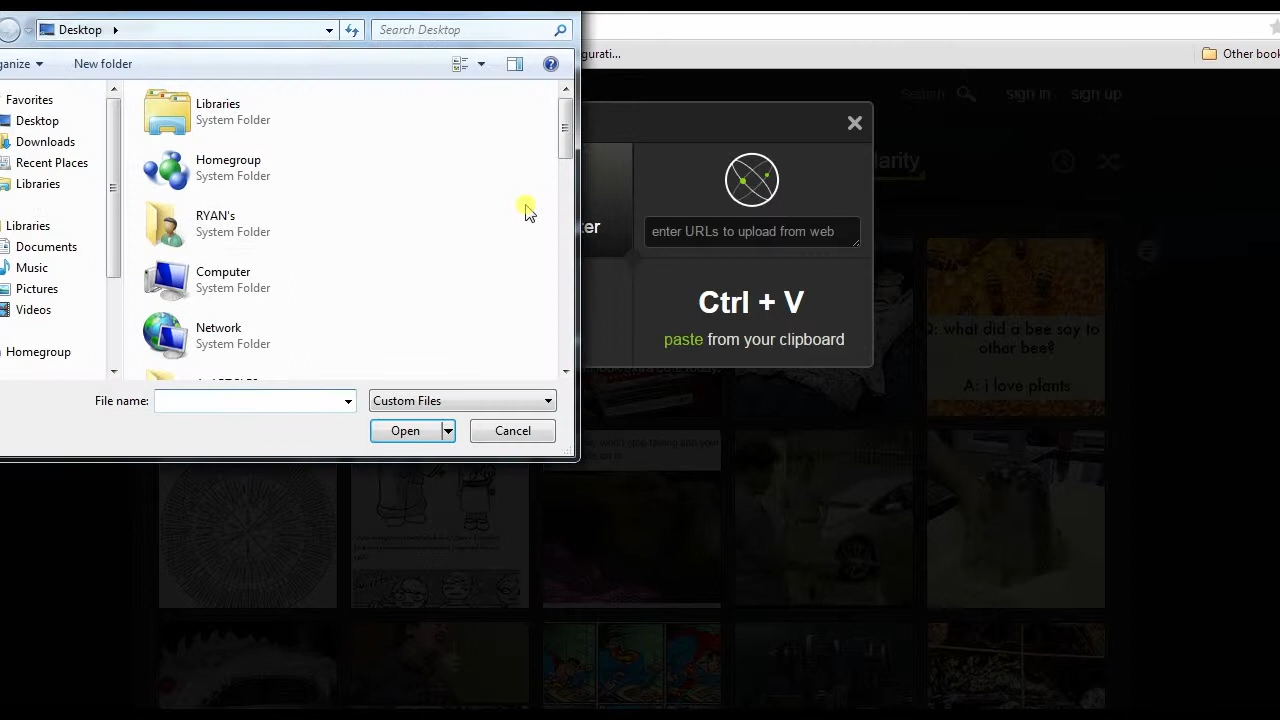 Desktop
Search Desktop
ganize
New folder
gurati...
Other book
Favorites
Desktop
Downloads
Recent Places
Libraries
Libraries
Documents
Music
Pictures
Videos
Homegroup
Libraries
System Folder
Homegroup
System Folder
RYAN's
System Folder
Computer
System Folder
Network
System Folder
File name:
Custom Files
Open
Cancel
Search
sign in
sign up
larity
ter
enter URLs to upload from web
Ctrl + V
paste from your clipboard
Q: what did a bee say to
other bee?
A: i love plants